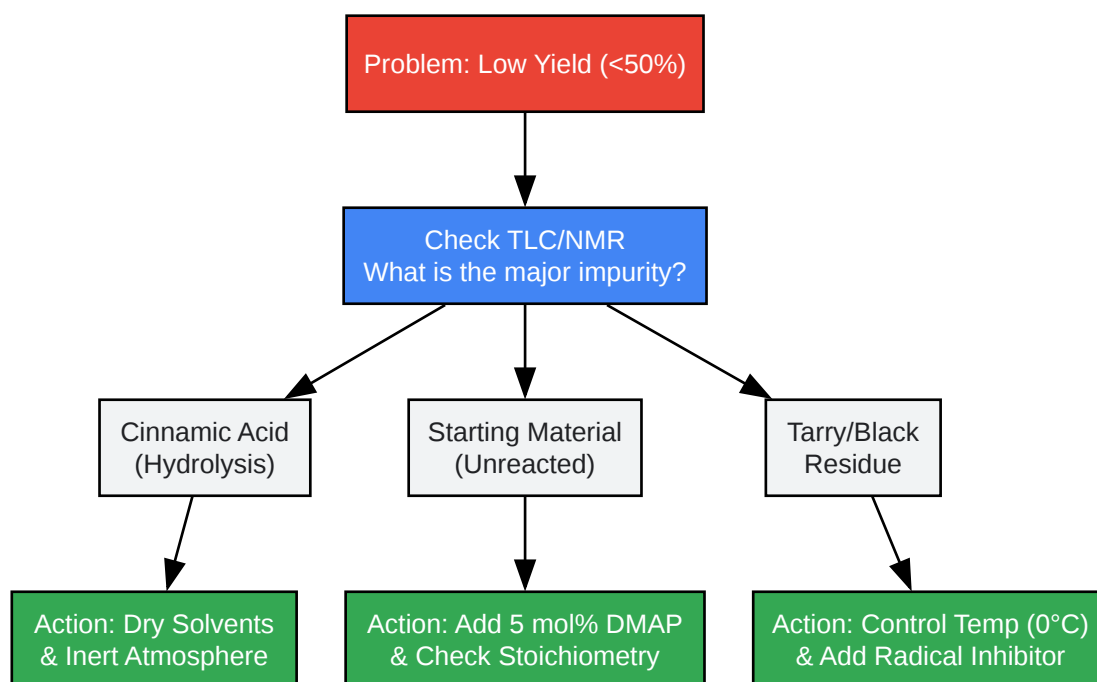 Problem: Low Yield (<50%)
Check TLC/NMR
What is the major impurity?
Cinnamic Acid
(Hydrolysis)
Starting Material
(Unreacted)
Tarry/Black
Residue
Action: Dry Solvents
& Inert Atmosphere
Action: Add 5 mol% DMAP
& Check Stoichiometry
Action: Control Temp (0°C)
& Add Radical Inhibitor